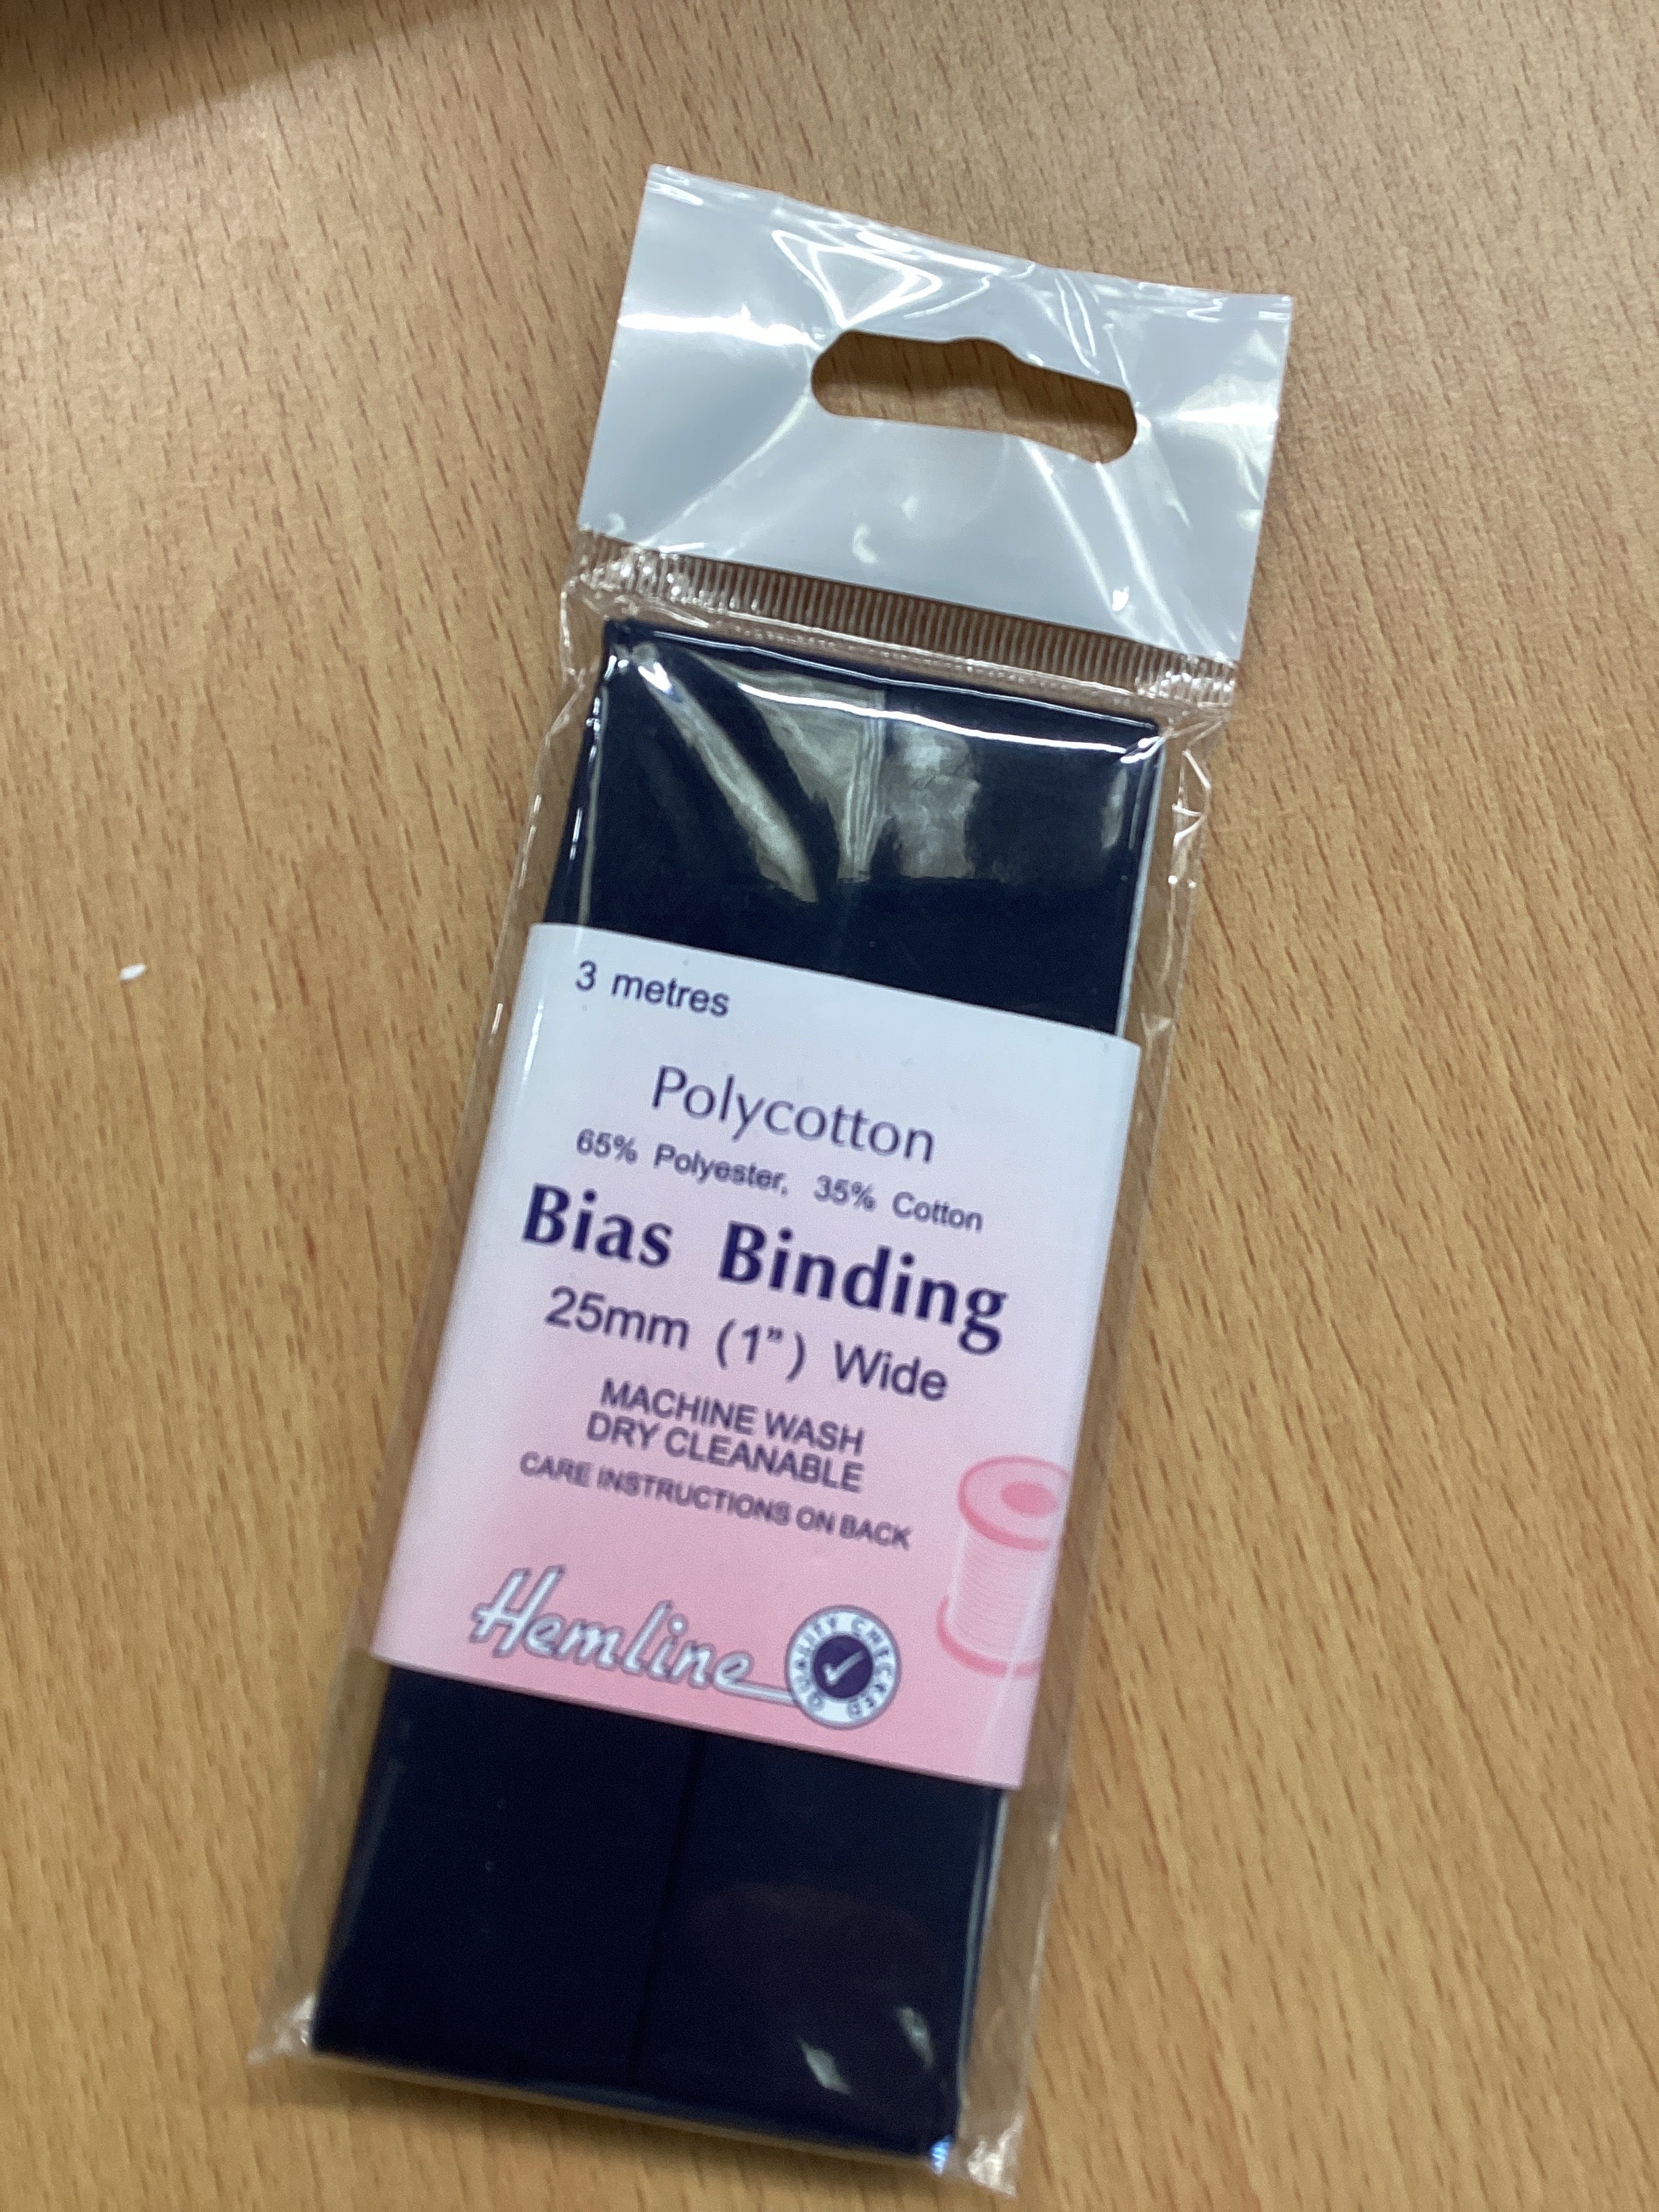 3 metres
Polycotton
65% Polyester, 35% Cotton
Bias Binding
25mm (1") Wide
MACHINE WASH
DRY CLEANABLE
CARE INSTRUCTIONS ON BACK
Hemline
QUALITY CHECKED